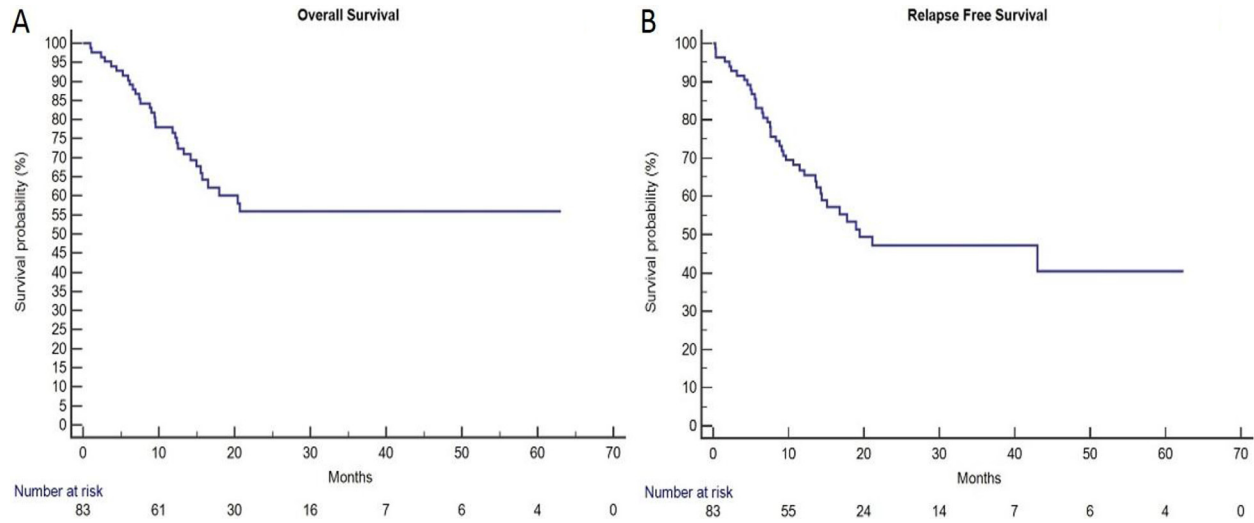 A
Overall Survival
Survival probability (%)
100
95
90
85
80
75
70
65
60
55
50
45
40
35
30
25
20
15
10
5
0
0 10 20 30 40 50 60 70
Months
Number at risk
83 61 30 16 7 6 4 0
B
Relapse Free Survival
Survival probability (%)
100
90
80
70
60
50
40
30
20
10
0
0 10 20 30 40 50 60 70
Months
Number at risk
83 55 24 14 7 6 4 0